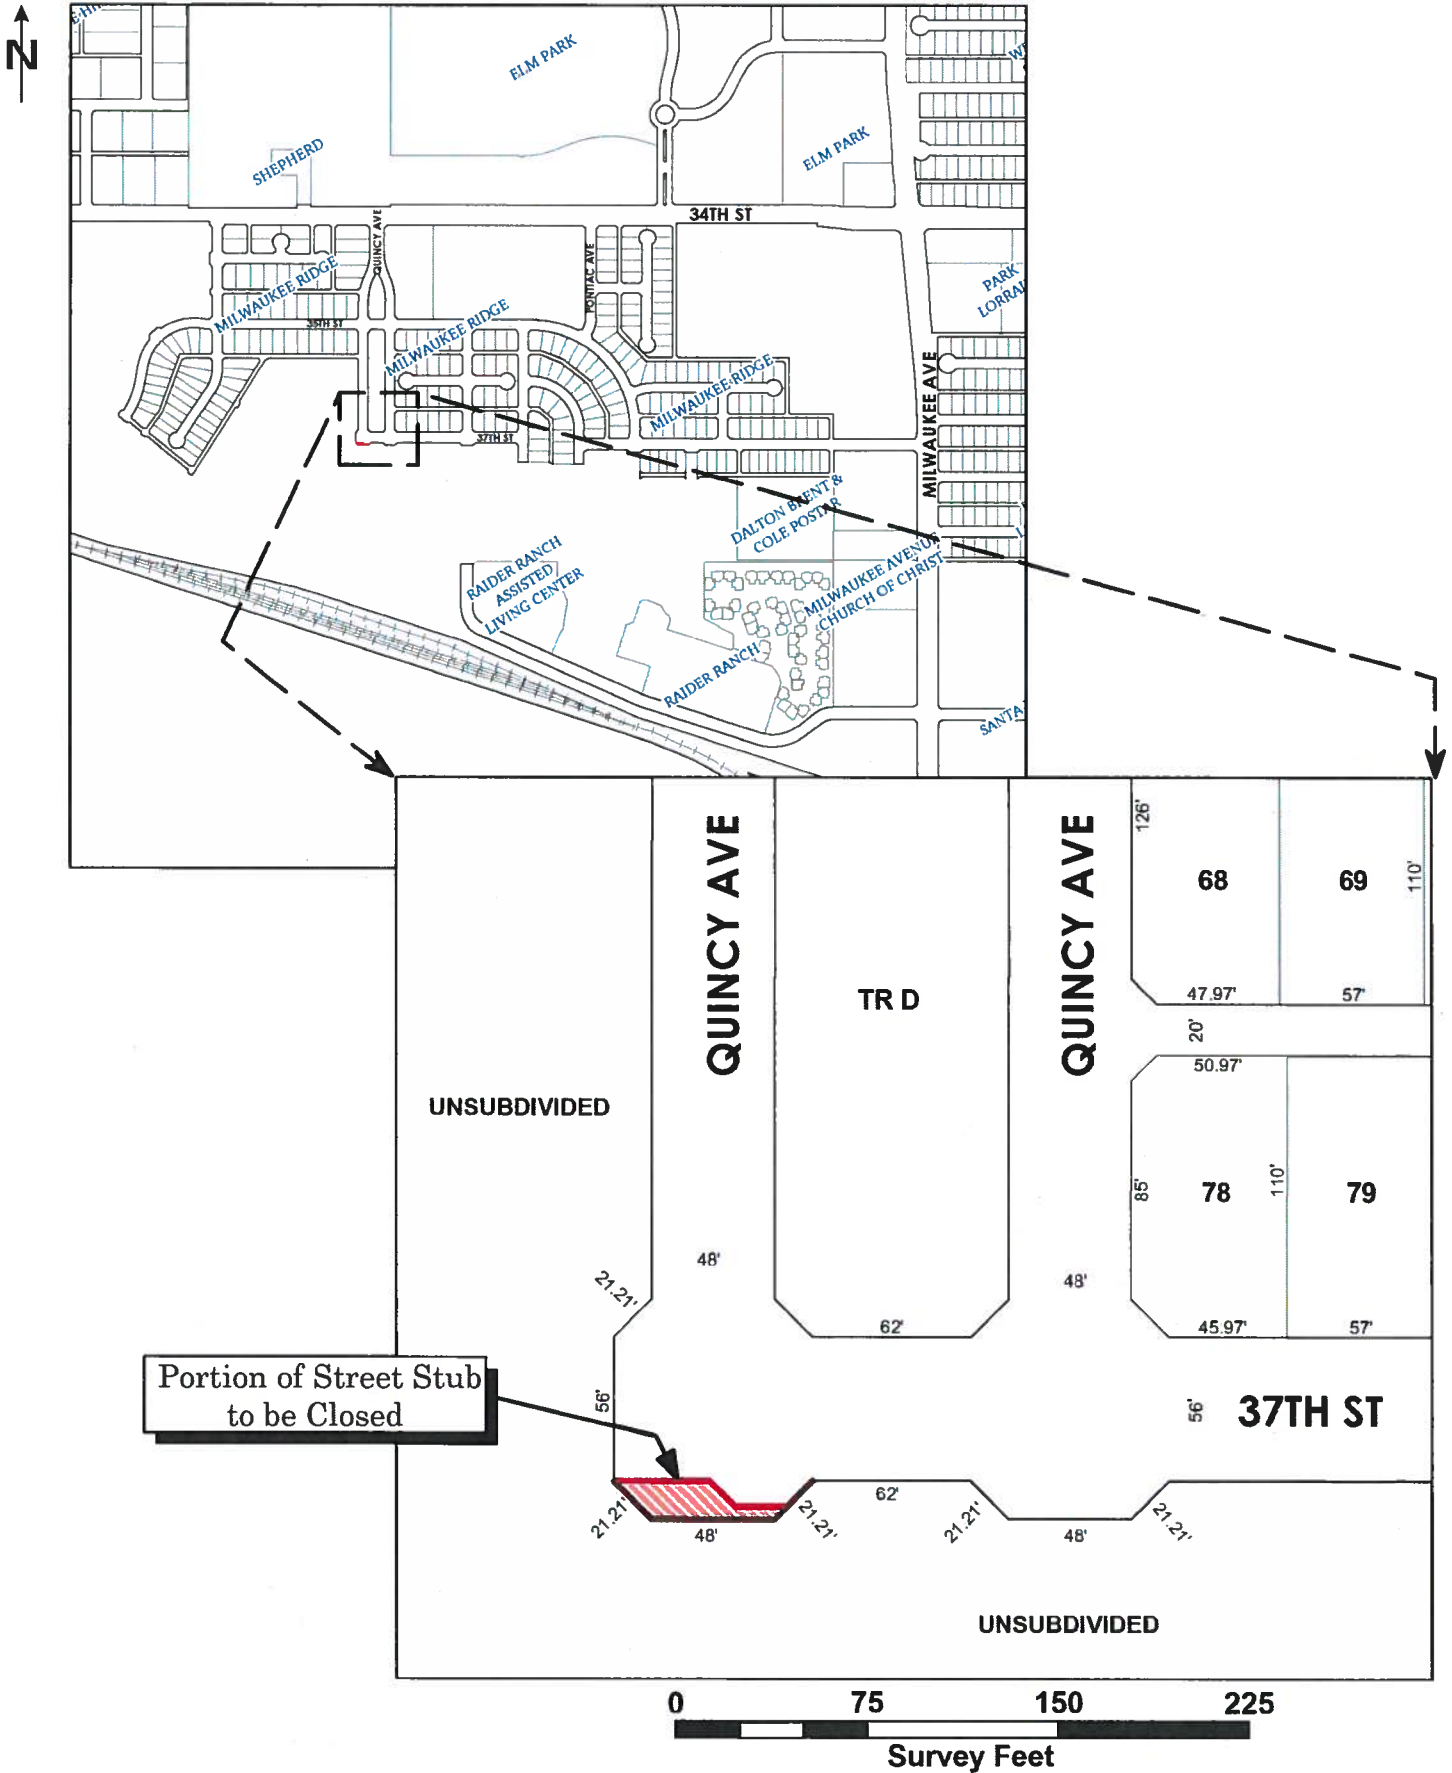 N
ELM PARK
SHEPHERD
ELM PARK
34TH ST
QUINCY AVE
PONTIAC AVE
MILWAUKEE RIDGE
35TH ST
MILWAUKEE RIDGE
MILWAUKEE RIDGE
PARK
MILWAUKEE AVE
37TH ST
DALTON BRENT &
COLE POSTAR
RAIDER RANCH
ASSISTED
LIVING CENTER
MILWAUKEE AVENUE
CHURCH OF CHRIST
RAIDER RANCH
SANTA
QUINCY AVE
QUINCY AVE
126'
68
69
110'
TR D
47.97'
57'
20'
50.97'
UNSUBDIVIDED
85'
78
110'
79
48'
48'
21.21'
62'
45.97'
57'
Portion of Street Stub
to be Closed
56'
56'
37TH ST
21.21'
48'
21.21'
62'
21.21'
48'
21.21'
UNSUBDIVIDED
0
75
150
225
Survey Feet